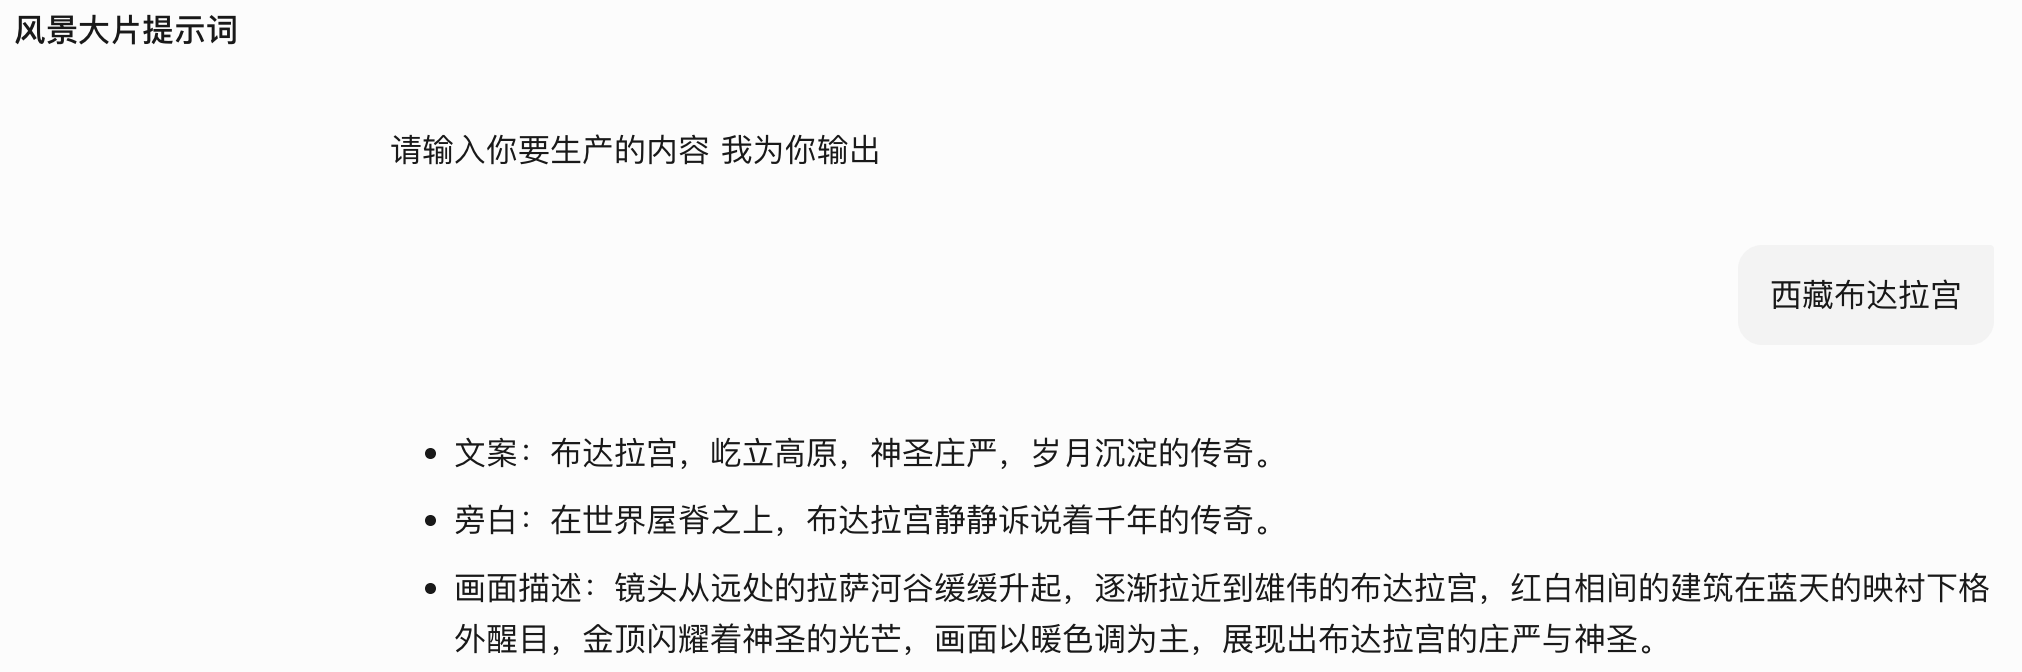 风景大片提示词
请输入你要生产的内容 我为你输出
西藏布达拉宫
• 文案：布达拉宫，屹立高原，神圣庄严，岁月沉淀的传奇。
• 旁白：在世界屋脊之上，布达拉宫静静诉说着千年的传奇。
• 画面描述：镜头从远处的拉萨河谷缓缓升起，逐渐拉近到雄伟的布达拉宫，红白相间的建筑在蓝天的映衬下格
外醒目，金顶闪耀着神圣的光芒，画面以暖色调为主，展现出布达拉宫的庄严与神圣。